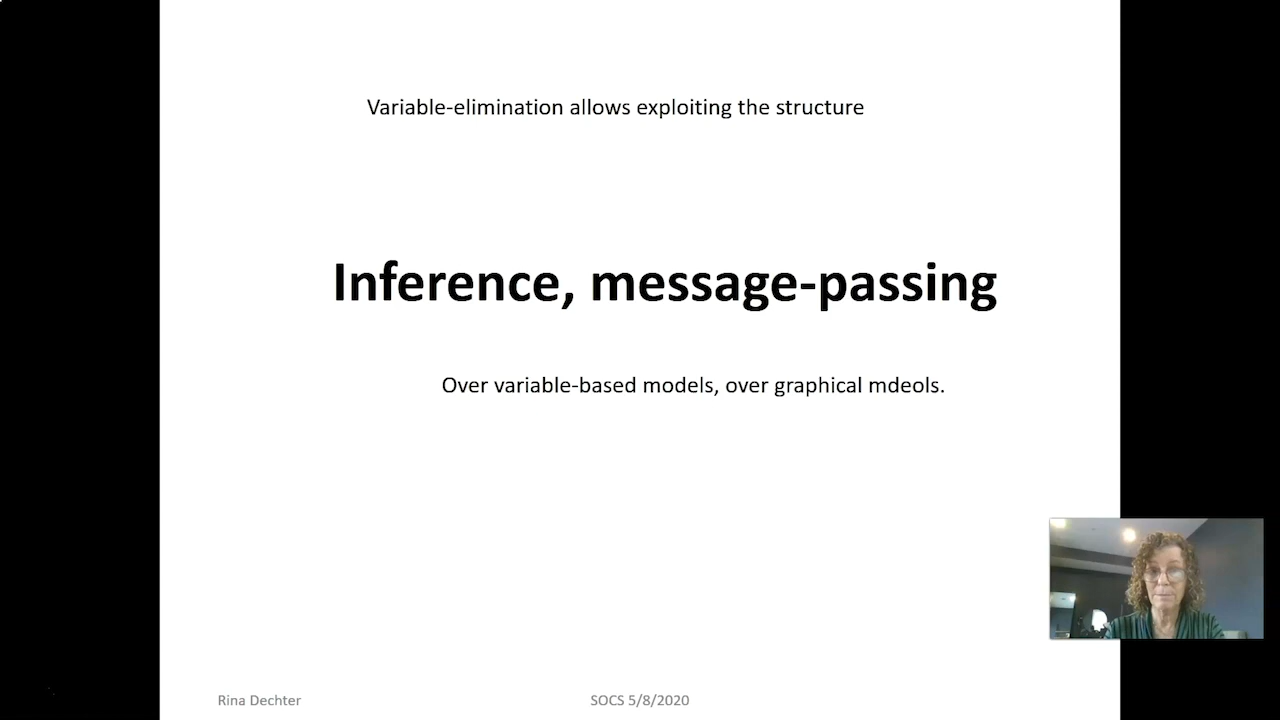 Variable-elimination allows exploiting the structure
Inference, message-passing
Over variable-based models, over graphical mdeols.
Rina Dechter
SOCS 5/8/2020